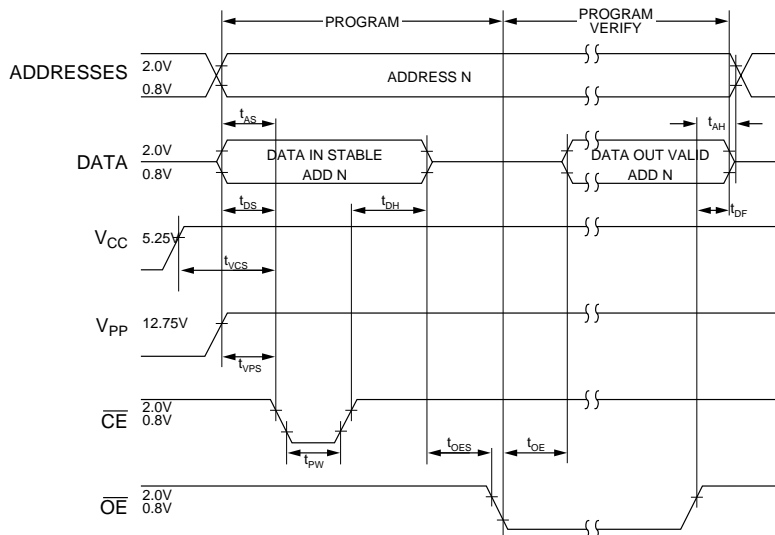 PROGRAM
PROGRAM
VERIFY
ADDRESSES
2.0V
0.8V
ADDRESS N
tAS
tAH
DATA
2.0V
0.8V
DATA IN STABLE
ADD N
DATA OUT VALID
ADD N
tDS
tDH
tDF
VCC
5.25V
tVCS
VPP
12.75V
tVPS
CE
2.0V
0.8V
tPW
tOES
tOE
OE
2.0V
0.8V